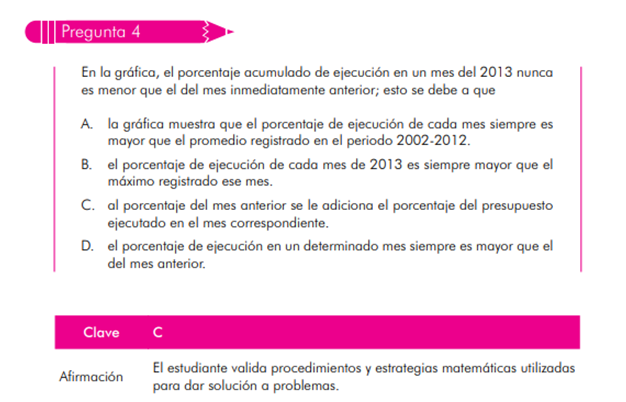 Pregunta 4
En la gráfica, el porcentaje acumulado de ejecución en un mes del 2013 nunca
es menor que el del mes inmediatamente anterior; esto se debe a que
A. la gráfica muestra que el porcentaje de ejecución de cada mes siempre es
mayor que el promedio registrado en el periodo 2002-2012.
B. el porcentaje de ejecución de cada mes de 2013 es siempre mayor que el
máximo registrado ese mes.
C. al porcentaje del mes anterior se le adiciona el porcentaje del presupuesto
ejecutado en el mes correspondiente.
D. el porcentaje de ejecución en un determinado mes siempre es mayor que el
del mes anterior.
Clave C
Afirmación El estudiante valida procedimientos y estrategias matemáticas utilizadas
para dar solución a problemas.